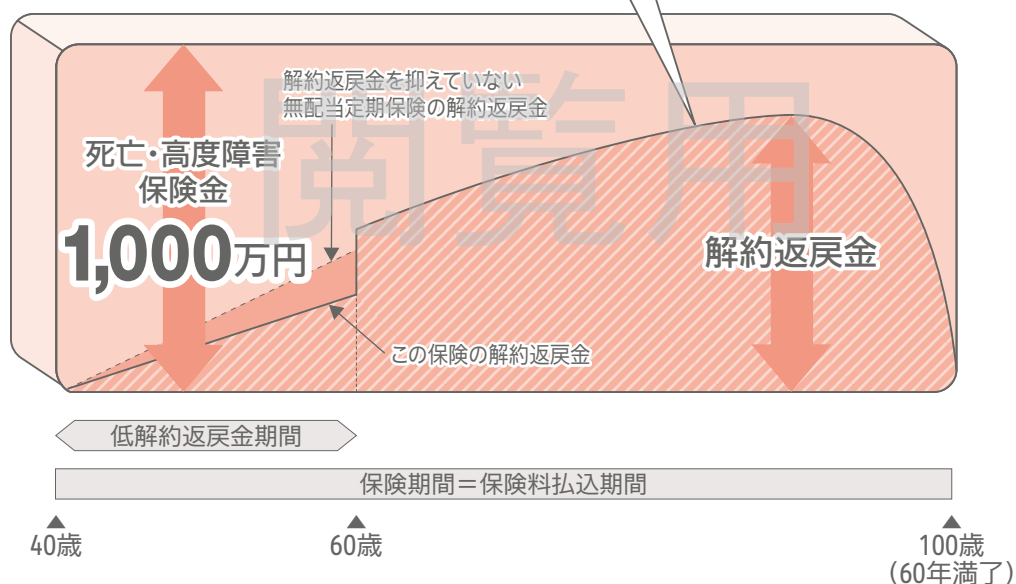 解約返戻金を抑えていない
無配当定期保険の解約返戻金
死亡・高度障害
保険金
1,000万円
閲覧用
解約返戻金
この保険の解約返戻金
低解約返戻金期間
保険期間＝保険料払込期間
40歳
60歳
100歳
（60年満了）